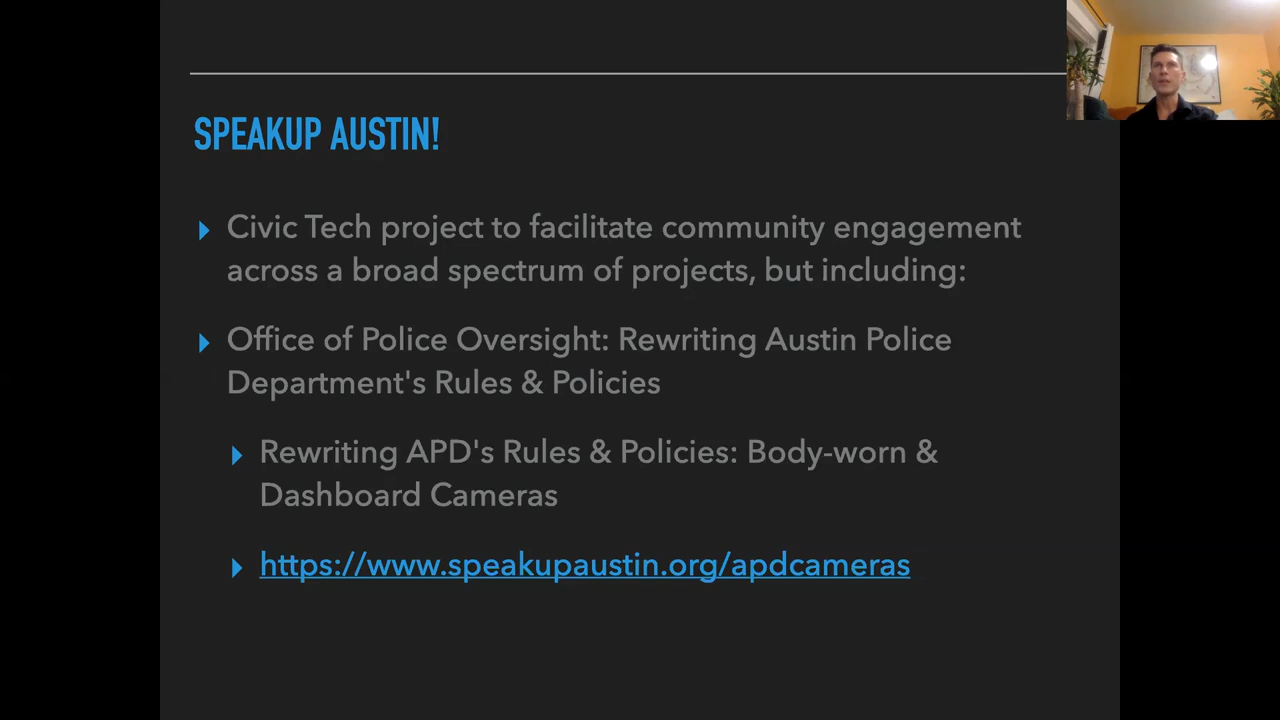 SPEAKUP AUSTIN!
Civic Tech project to facilitate community engagement
across a broad spectrum of projects, but including:
Office of Police Oversight: Rewriting Austin Police
Department's Rules & Policies
Rewriting APD's Rules & Policies: Body-worn &
Dashboard Cameras
https://www.speakupaustin.org/apdcameras